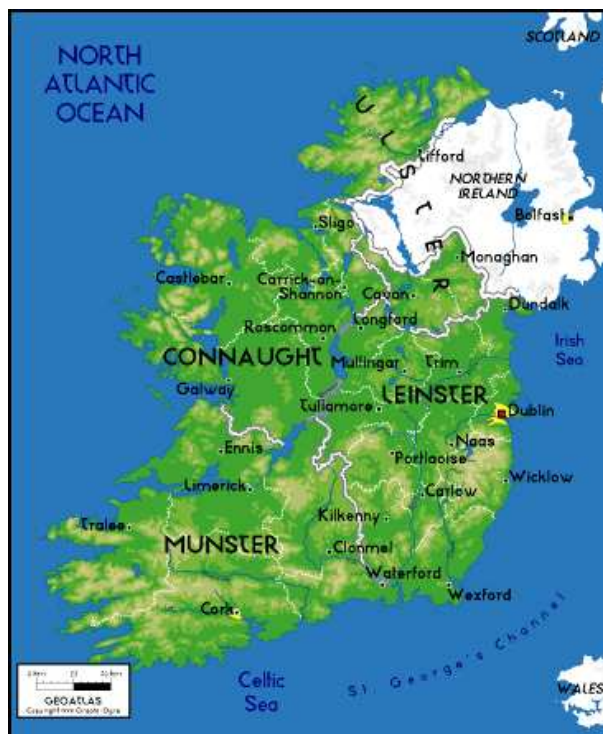 SCOTLAND
NORTH
ATLANTIC
OCEAN
ULSTER
Lifford
NORTHERN
IRELAND
Belfast
Sligo
Monaghan
Castlebar
Carrick-on-
Shannon
Cavan
Dundalk
Longford
Roscommon
Irish
Sea
CONNAUGHT
Mullingar
Trim
Galway
LEINSTER
Tullamore
Dublin
Ennis
Naas
Portlaoise
Limerick
Carlow
Wicklow
Kilkenny
Tralee
MUNSTER
Clonmel
Waterford
Wexford
Cork
St. George's Channel
Celtic
Sea
WALES
GEOATLAS